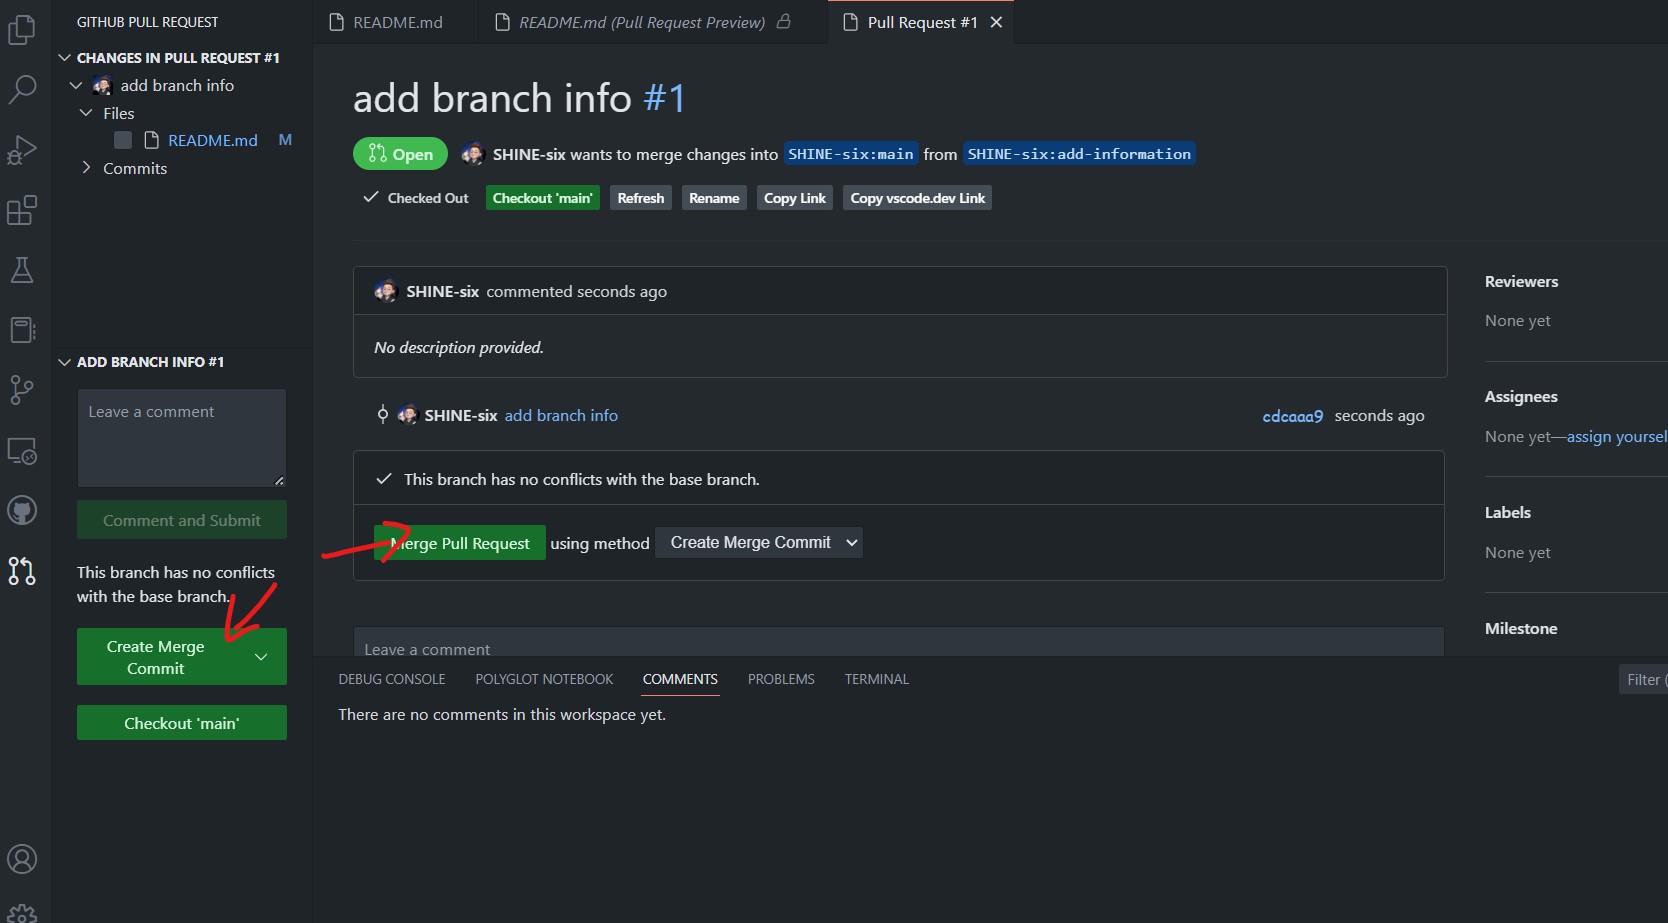 GITHUB PULL REQUEST
CHANGES IN PULL REQUEST #1
add branch info
Files
README.md M
Commits
ADD BRANCH INFO #1
Leave a comment
Comment and Submit
This branch has no conflicts
with the base branch.
Create Merge
Commit
Checkout 'main'
README.md
README.md (Pull Request Preview)
Pull Request #1
add branch info #1
Open SHINE-six wants to merge changes into SHINE-six:main from SHINE-six:add-information
Checked Out Checkout 'main' Refresh Rename Copy Link Copy vscode.dev Link
SHINE-six commented seconds ago
No description provided.
SHINE-six add branch info cdcaaa9 seconds ago
This branch has no conflicts with the base branch.
Merge Pull Request using method Create Merge Commit
Leave a comment
Reviewers
None yet
Assignees
None yet—assign yoursel
Labels
None yet
Milestone
DEBUG CONSOLE POLYGLOT NOTEBOOK COMMENTS PROBLEMS TERMINAL
Filter (
There are no comments in this workspace yet.